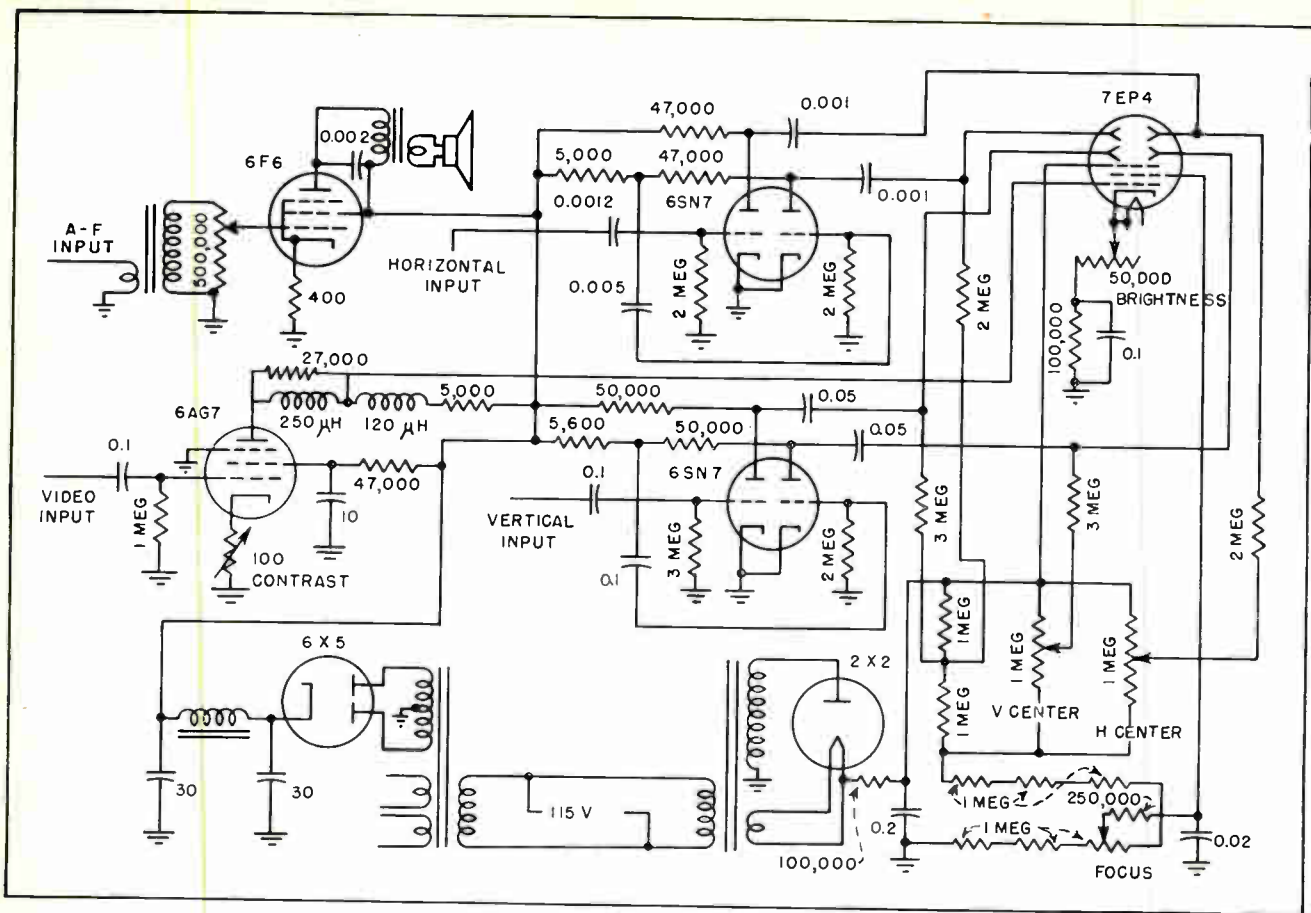 7EP4
47,000
0.001
0.002
6F6
5,000
47,000
0.001
6SN7
0.0012
A-F
INPUT
500,000
HORIZONTAL
INPUT
400
0.005
2 MEG
2 MEG
2 MEG
50,000
BRIGHTNESS
100,000
0.1
27,000
6AG7
250 μH
120 μH
5,000
50,000
0.05
5,600
50,000
0.05
0.1
VIDEO
INPUT
1 MEG
47,000
10
100
CONTRAST
0.1
6SN7
VERTICAL
INPUT
3 MEG
2 MEG
0.1
3 MEG
3 MEG
2 MEG
6X5
2X2
1 MEG
1 MEG
1 MEG
V CENTER
1 MEG
H CENTER
30
30
115 V
100,000
0.2
1 MEG
250,000
1 MEG
FOCUS
0.02